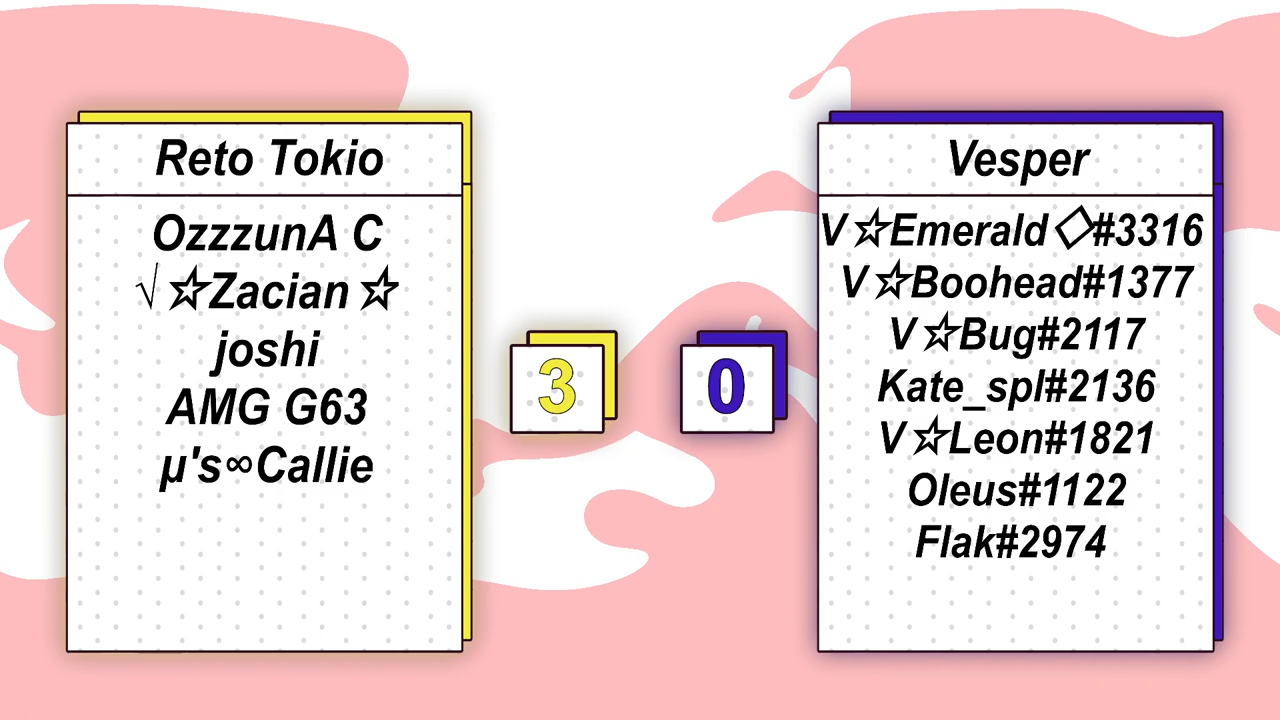 Reto Tokio
OzzzunA C
√☆Zacian☆
joshi
AMG G63
μ's∞Callie
3
0
Vesper
V☆Emerald◇#3316
V☆Boohead#1377
V☆Bug#2117
Kate_spl#2136
V☆Leon#1821
Oleus#1122
Flak#2974